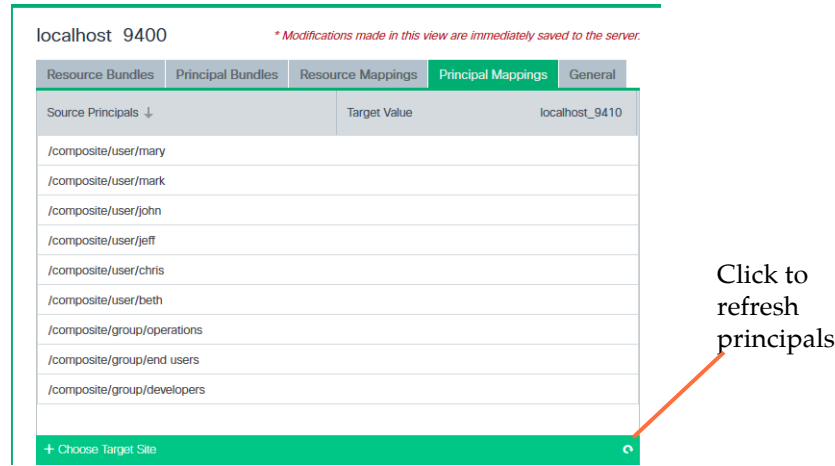 localhost 9400
* Modifications made in this view are immediately saved to the server.
Resource Bundles Principal Bundles Resource Mappings Principal Mappings General
Source Principals Target Value localhost_9410
/composite/user/mary
/composite/user/mark
/composite/user/john
/composite/user/jeff
/composite/user/chris
/composite/user/beth
/composite/group/operations
/composite/group/end users
/composite/group/developers
+ Choose Target Site
Click to
refresh
principals